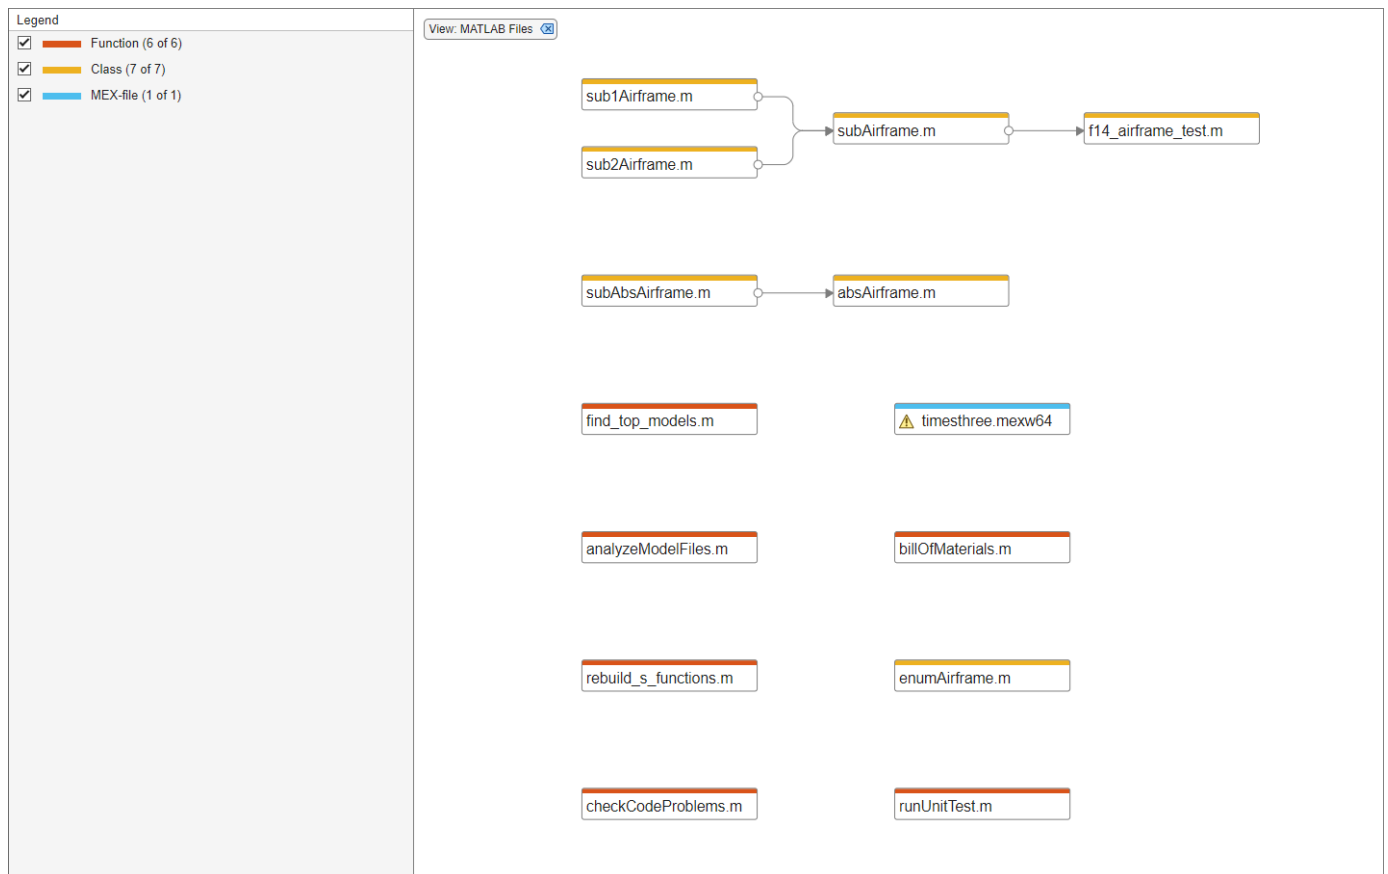 Legend
Function (6 of 6)
Class (7 of 7)
MEX-file (1 of 1)
View: MATLAB Files
sub1Airframe.m
subAirframe.m
f14_airframe_test.m
sub2Airframe.m
subAbsAirframe.m
absAirframe.m
find_top_models.m
timesthree.mexw64
analyzeModelFiles.m
billOfMaterials.m
rebuild_s_functions.m
enumAirframe.m
checkCodeProblems.m
runUnitTest.m